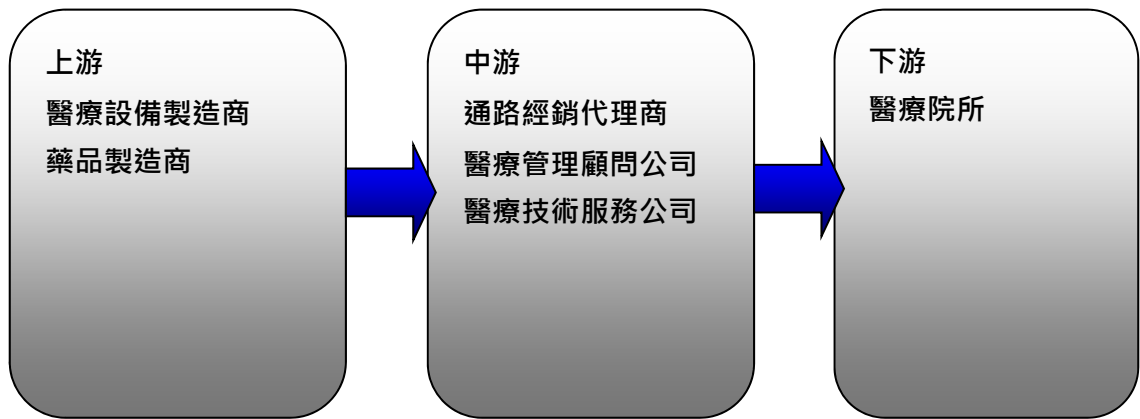 上游
醫療設備製造商
藥品製造商
中游
通路經銷代理商
醫療管理顧問公司
醫療技術服務公司
下游
醫療院所